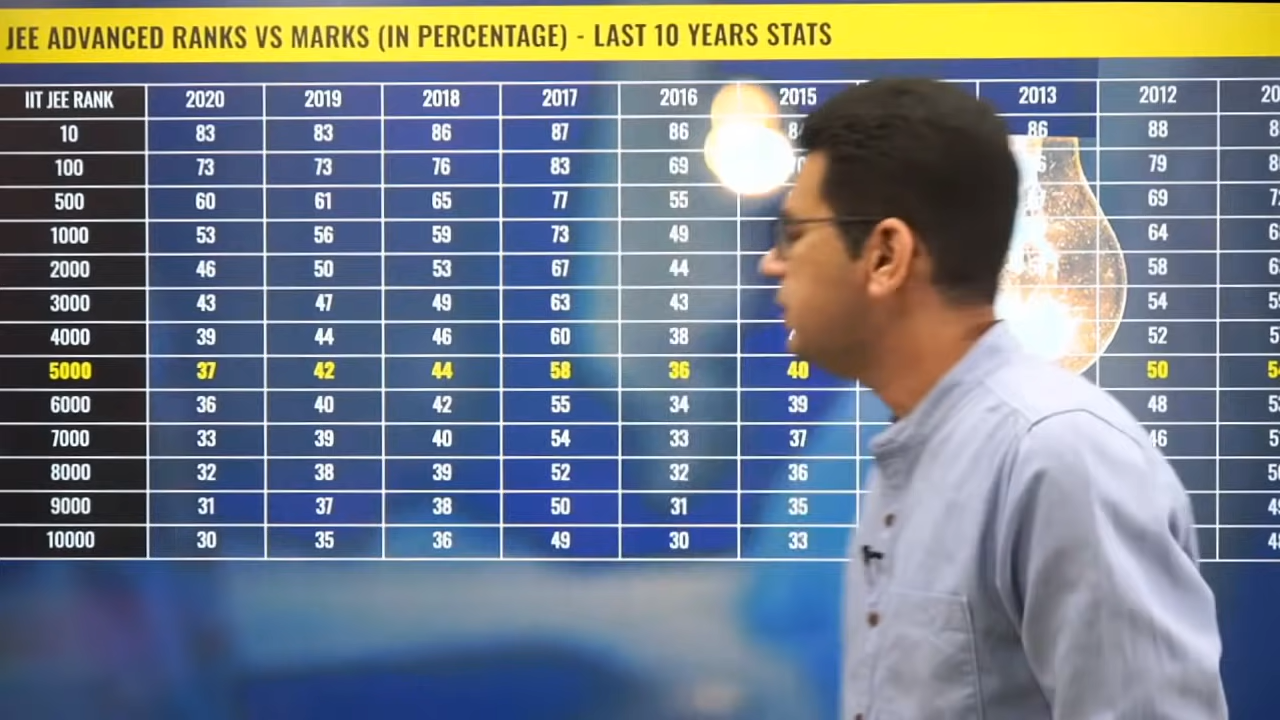 JEE ADVANCED RANKS VS MARKS (IN PERCENTAGE) - LAST 10 YEARS STATS
IIT JEE RANK 2020 2019 2018 2017 2016 2015 2013 2012
10 83 83 86 87 86 86 88
100 73 73 76 83 69 79
500 60 61 65 77 55 69
1000 53 56 59 73 49 64
2000 46 50 53 67 44 58
3000 43 47 49 63 43 54
4000 39 44 46 60 38 52
5000 37 42 44 58 36 40 50
6000 36 40 42 55 34 39 48
7000 33 39 40 54 33 37 46
8000 32 38 39 52 32 36
9000 31 37 38 50 31 35
10000 30 35 36 49 30 33